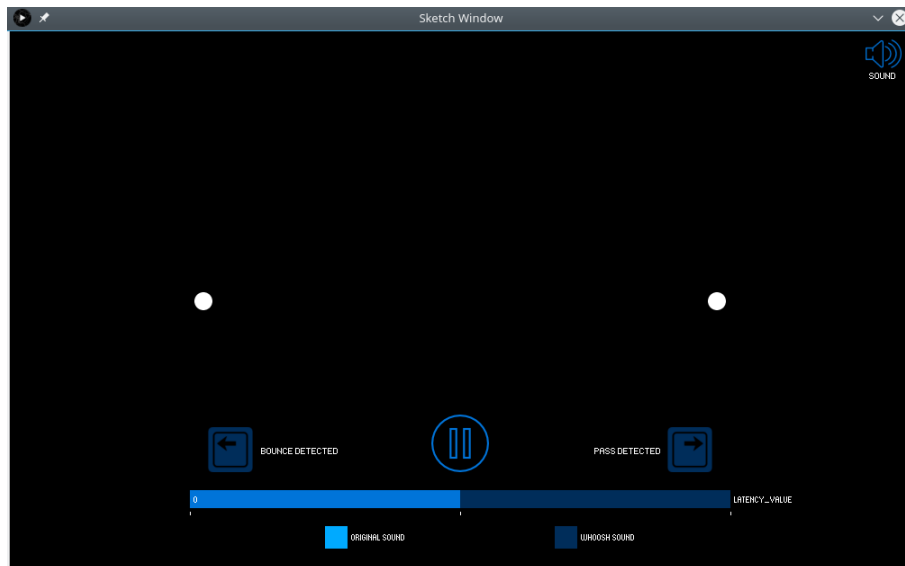 Sketch Window
SOUND
BOUNCE DETECTED
PASS DETECTED
0
LATENCY_VALUE
ORIGINAL SOUND
WHOOSH SOUND